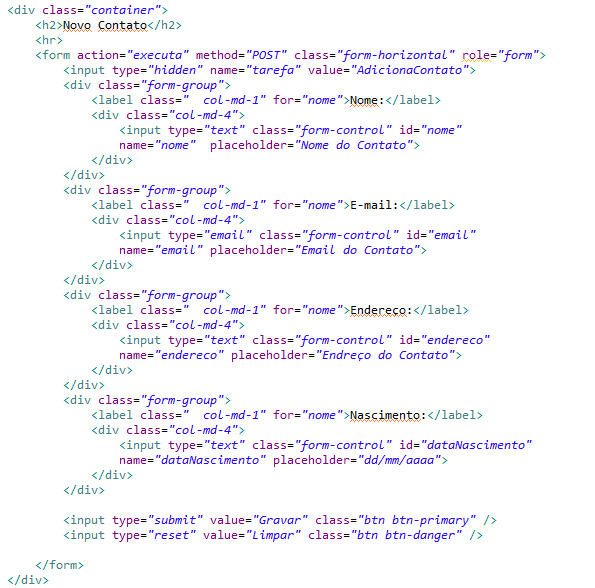 <div class="container">
    <h2>Novo Contato</h2>
    <hr>
    <form action="executa" method="POST" class="form-horizontal" role="form">
        <input type="hidden" name="tarefa" value="AdicionaContato">
        <div class="form-group">
            <label class="  col-md-1" for="nome">Nome:</label>
            <div class="col-md-4">
                <input type="text" class="form-control" id="nome"
                name="nome"  placeholder="Nome do Contato">
            </div>
        </div>
        <div class="form-group">
            <label class="  col-md-1" for="nome">E-mail:</label>
            <div class="col-md-4">
                <input type="email" class="form-control" id="email"
                name="email" placeholder="Email do Contato">
            </div>
        </div>
        <div class="form-group">
            <label class="  col-md-1" for="nome">Endereço:</label>
            <div class="col-md-4">
                <input type="text" class="form-control" id="endereco"
                name="endereco" placeholder="Endreço do Contato">
            </div>
        </div>
        <div class="form-group">
            <label class="  col-md-1" for="nome">Nascimento:</label>
            <div class="col-md-4">
                <input type="text" class="form-control" id="dataNascimento"
                name="dataNascimento" placeholder="dd/mm/aaaa">
            </div>
        </div>

        <input type="submit" value="Gravar" class="btn btn-primary" />
        <input type="reset" value="Limpar" class="btn btn-danger" />

    </form>
</div>